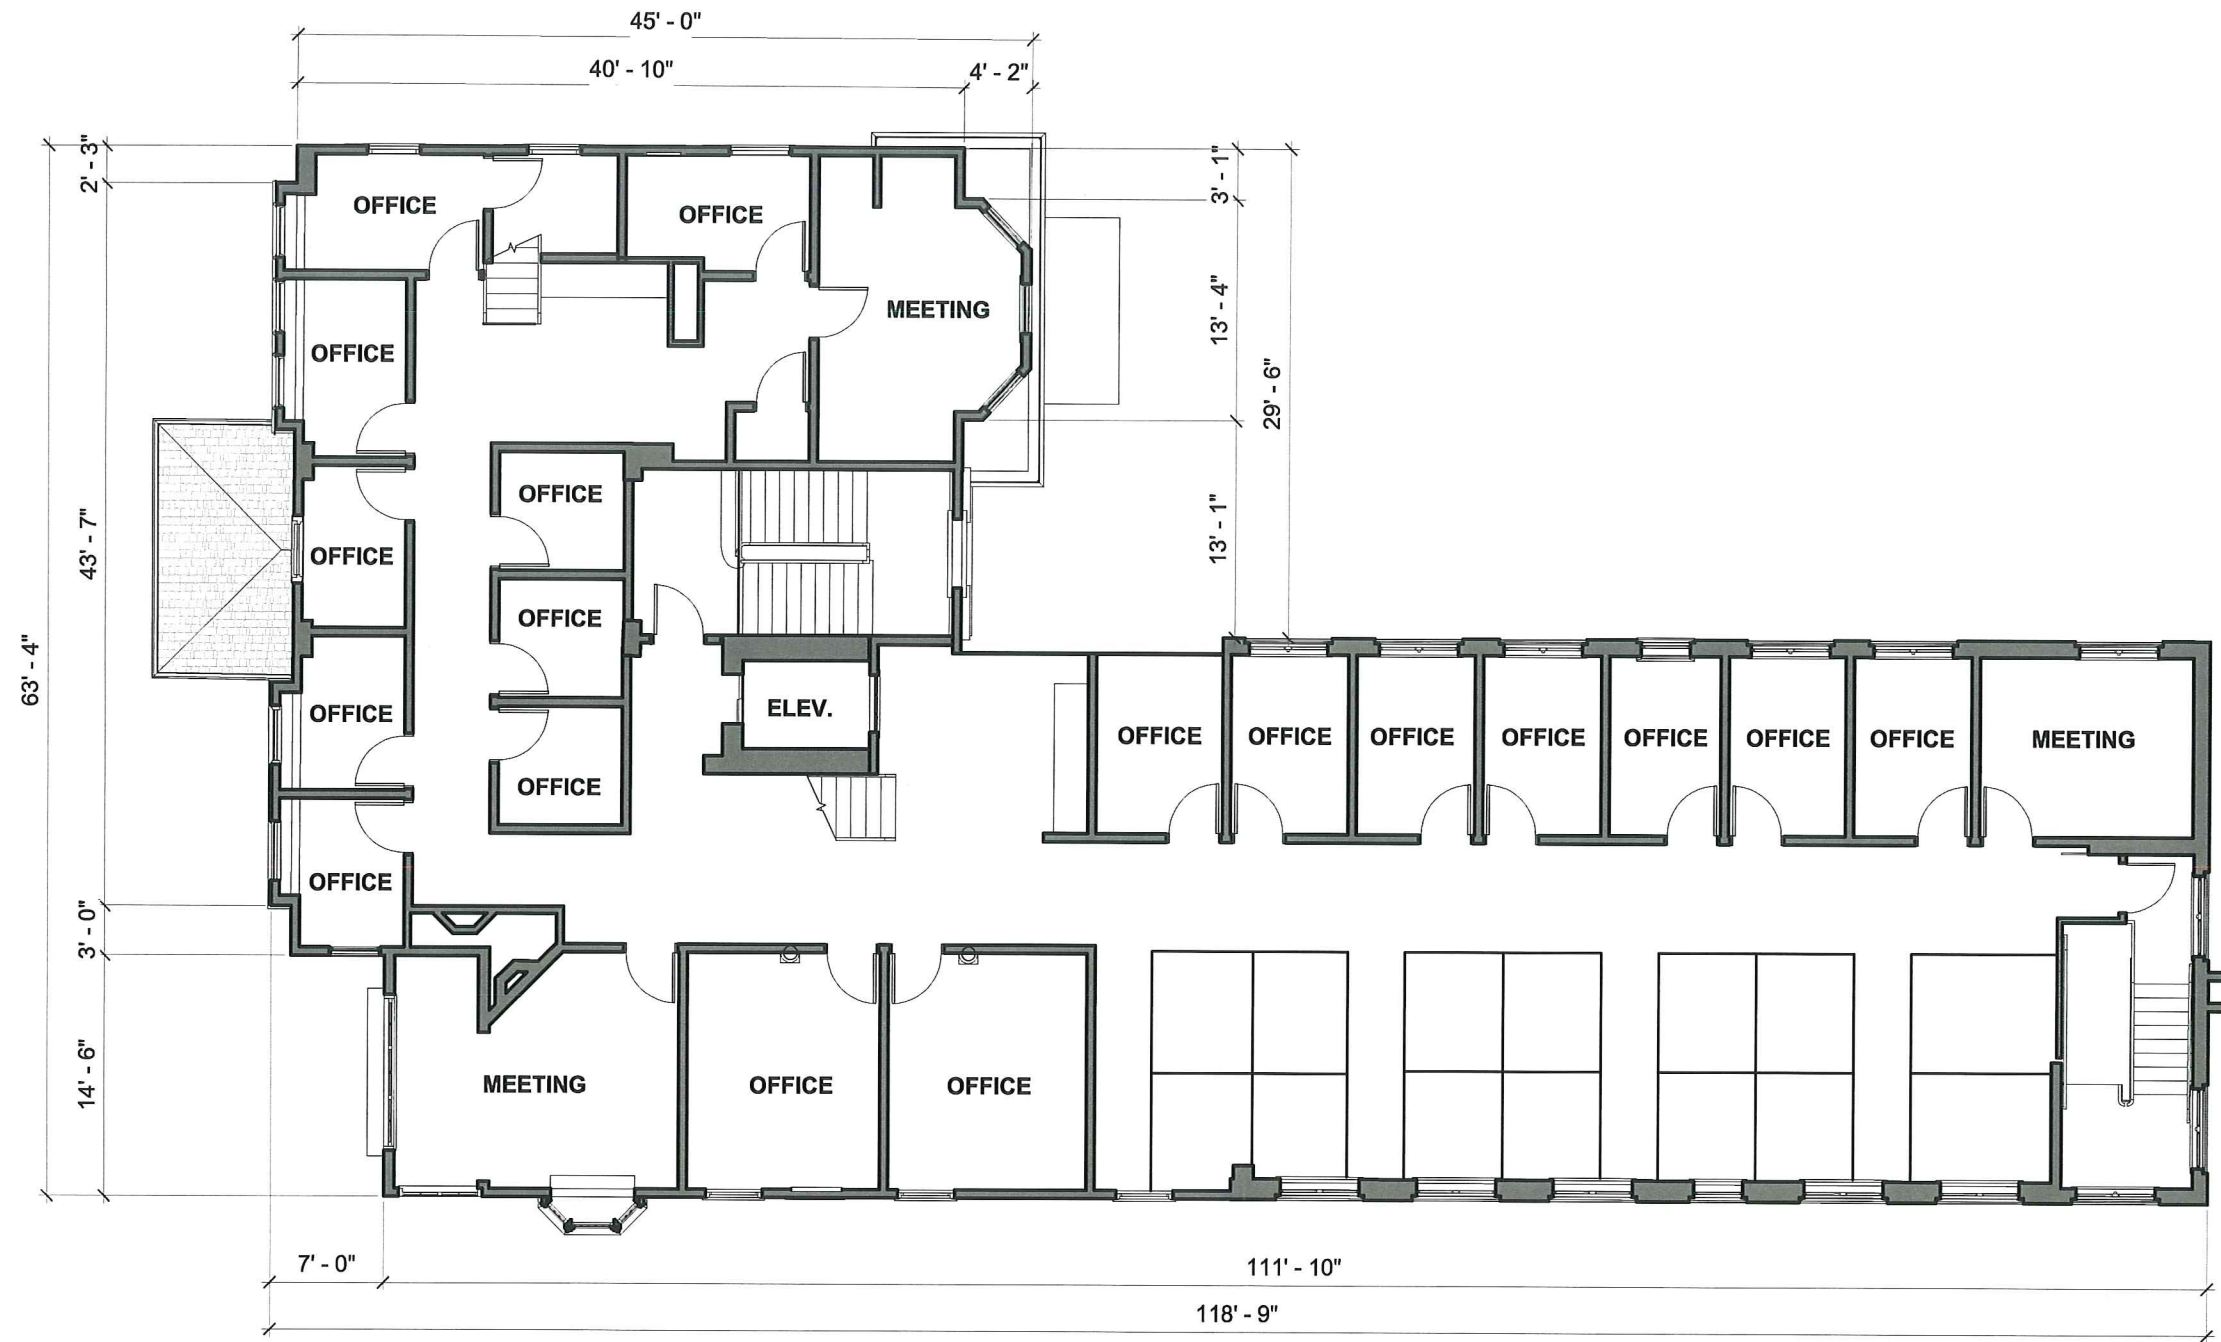 45' - 0"
40' - 10"
4' - 2"
2' - 3"
3' - 1"
OFFICE
OFFICE
MEETING
13' - 4"
OFFICE
29' - 6"
OFFICE
43' - 7"
13' - 1"
OFFICE
OFFICE
63' - 4"
OFFICE
ELEV.
OFFICE
OFFICE
OFFICE
OFFICE
OFFICE
OFFICE
OFFICE
OFFICE
MEETING
OFFICE
OFFICE
3' - 0"
14' - 6"
MEETING
OFFICE
OFFICE
7' - 0"
111' - 10"
118' - 9"